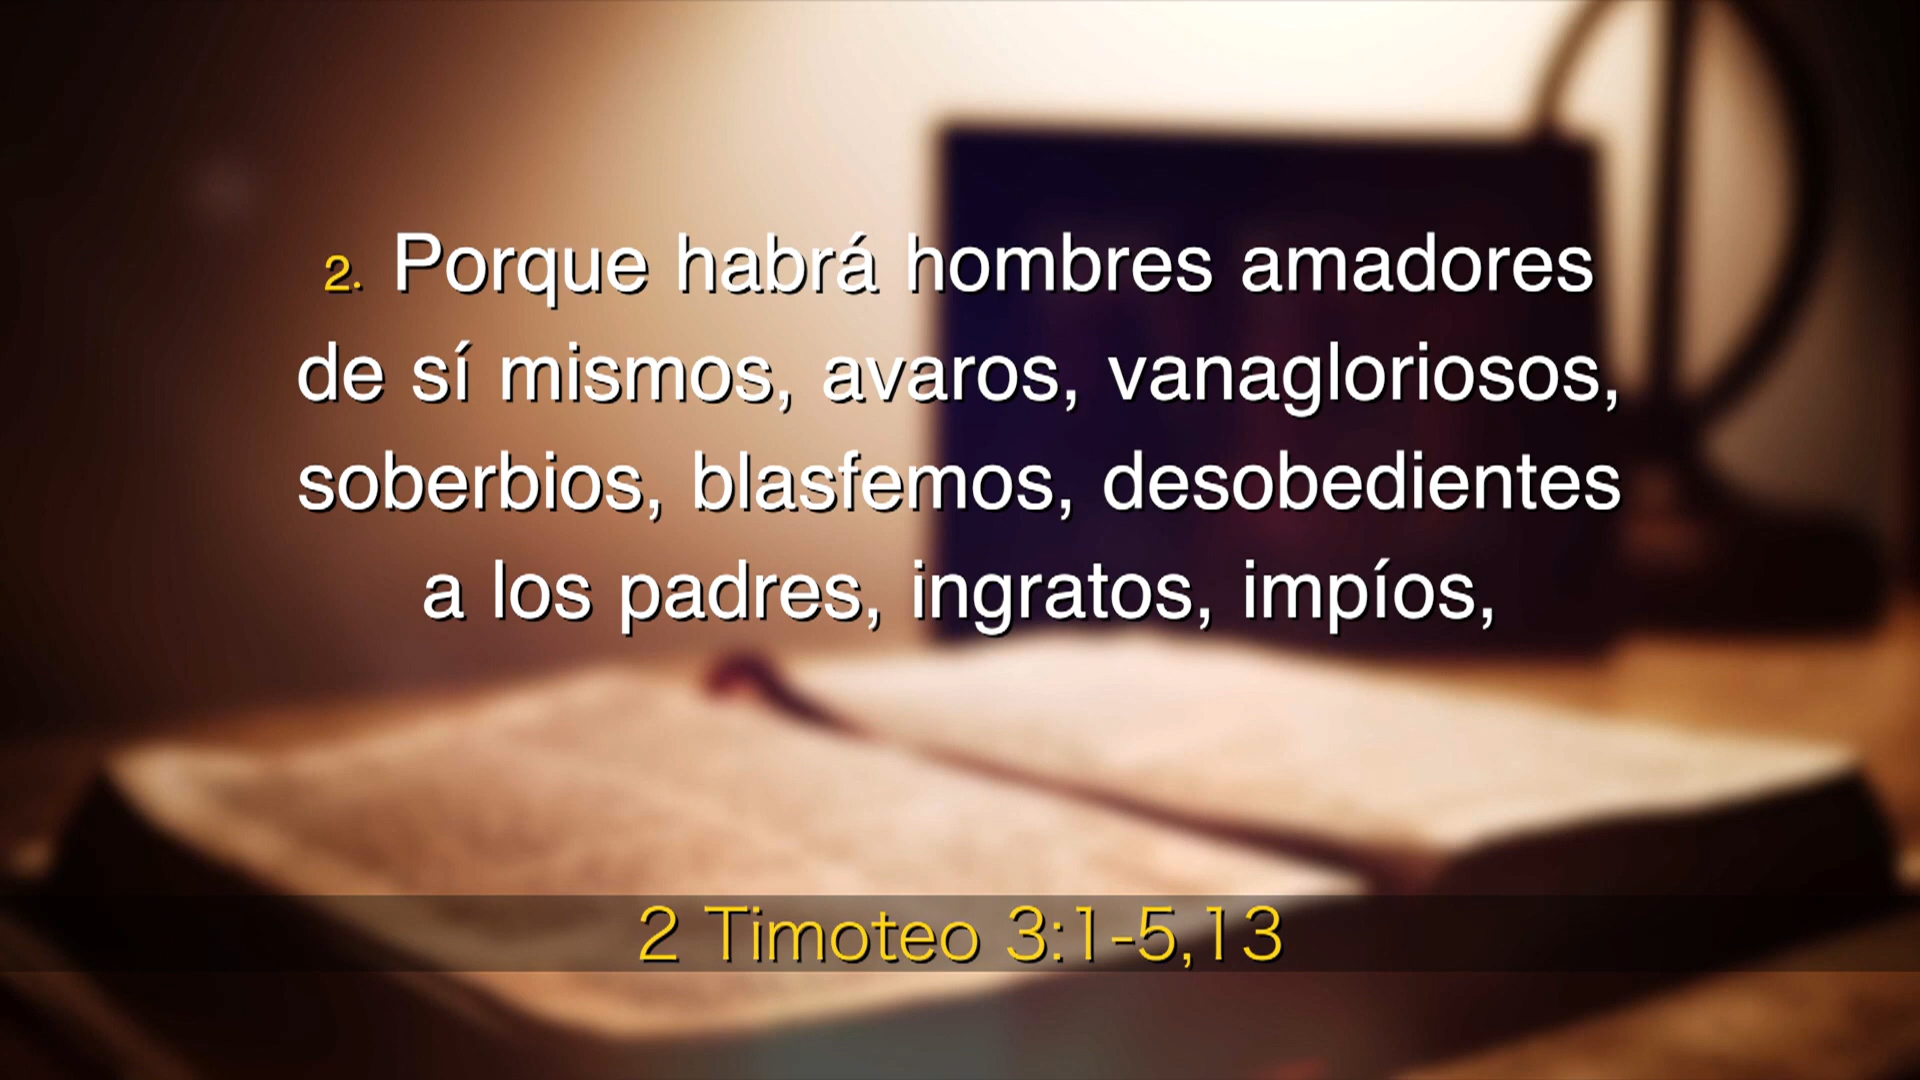 2. Porque habrá hombres amadores
de sí mismos, avaros, vanagloriosos,
soberbios, blasfemos, desobedientes
a los padres, ingratos, impíos,
2 Timoteo 3:1-5,13